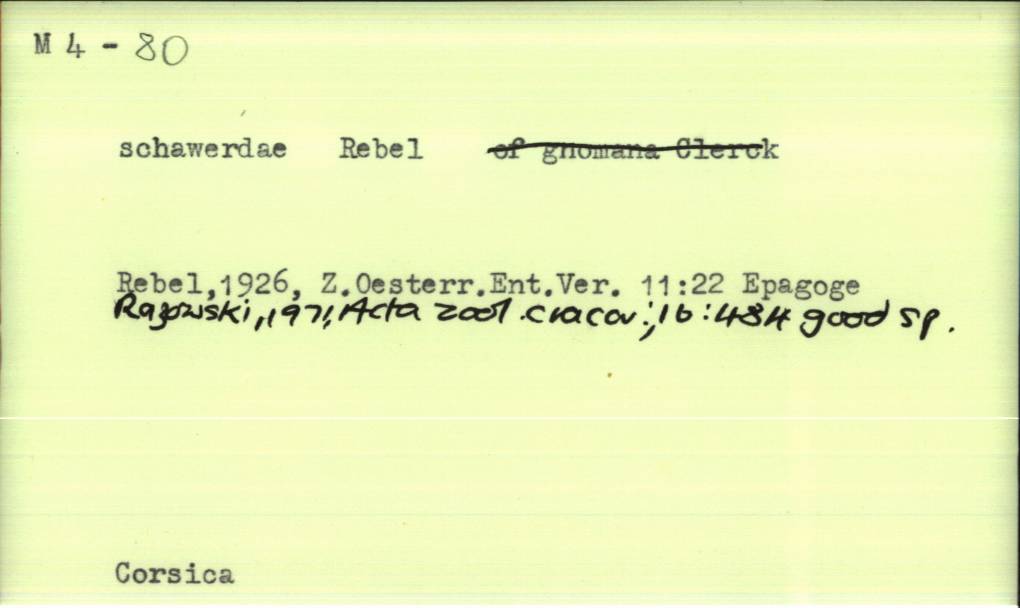 M 4 - 80
schawerdae Rebel of gnomana Clerck
Rebel,1926, Z.Oesterr.Ent.Ver. 11:22 Epagoge
Razowski,,1971, Acta zool. cracov., 16:484 good sp.
Corsica